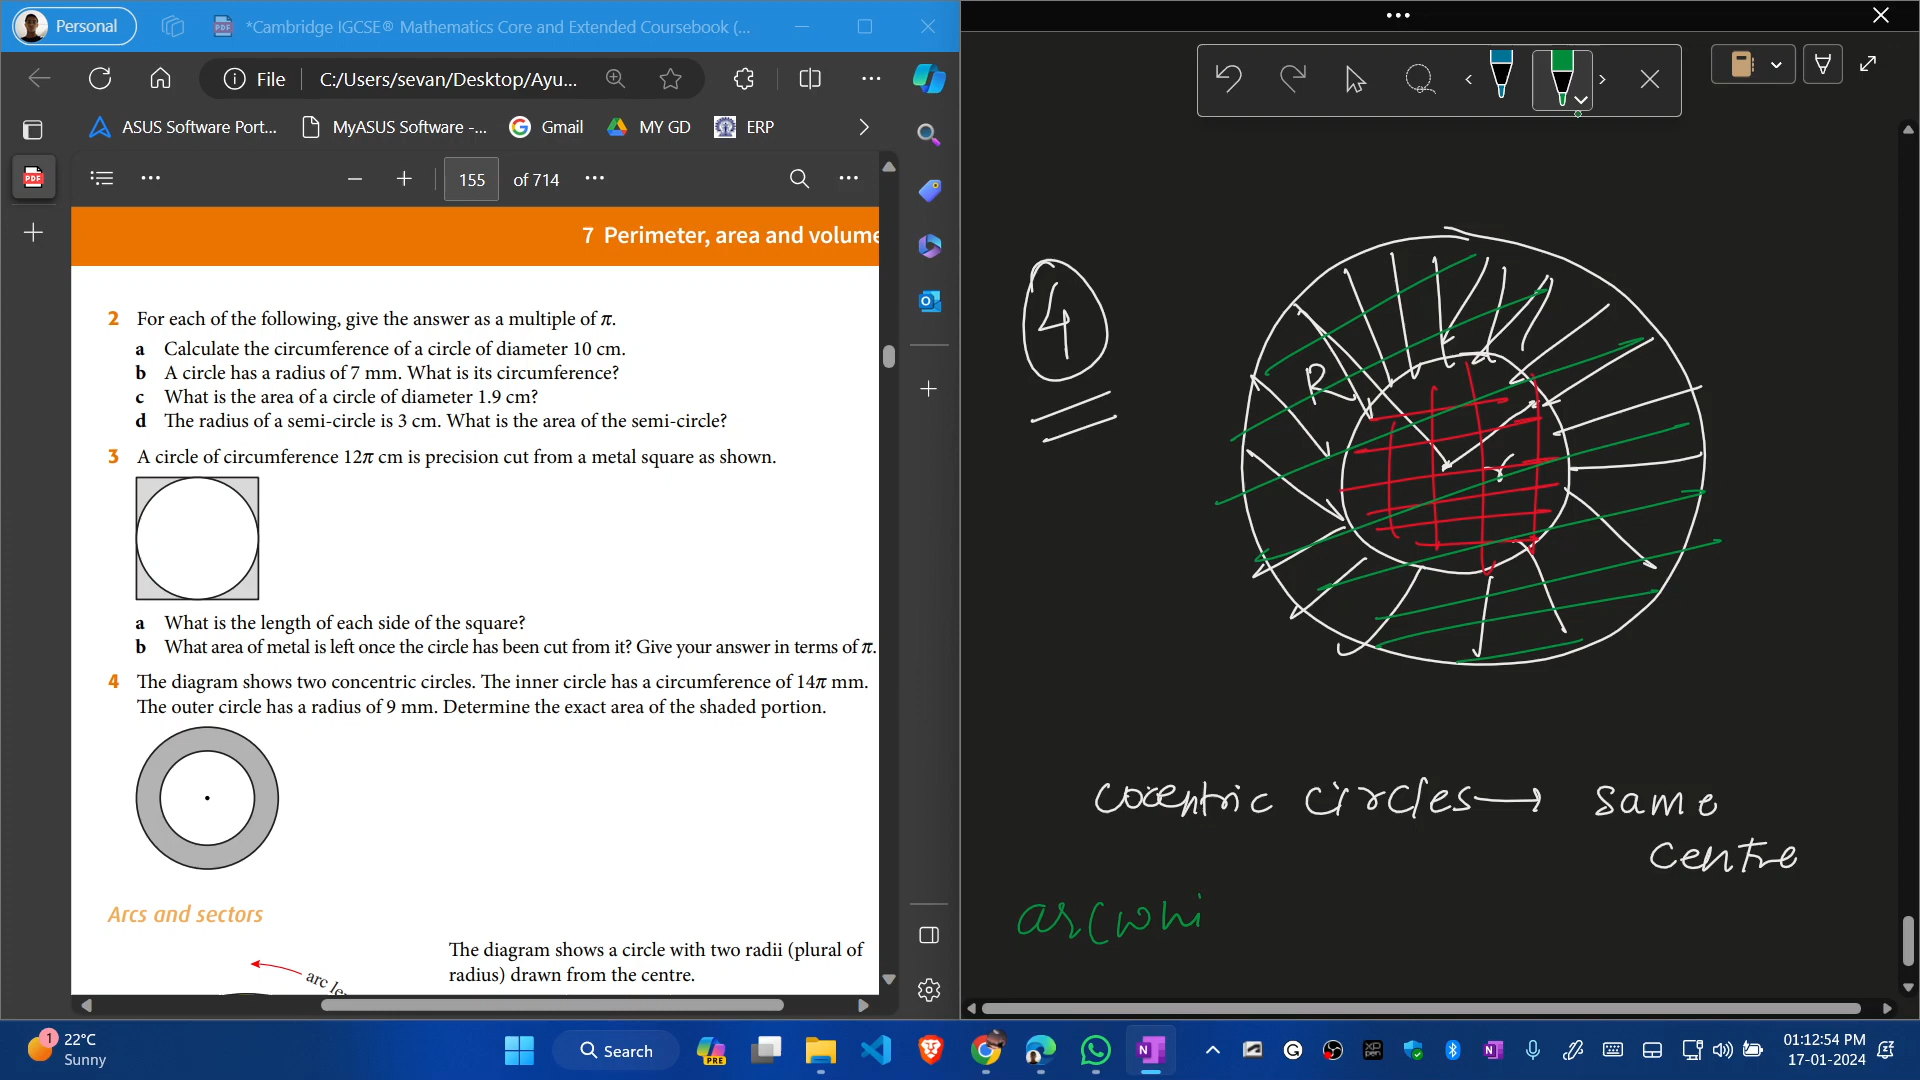 Personal
*Cambridge IGCSE® Mathematics Core and Extended Coursebook (...
File
C:/Users/sevan/Desktop/Ayu...
ASUS Software Port...
MyASUS Software -...
Gmail
MY GD
ERP
155 of 714
7 Perimeter, area and volume
2 For each of the following, give the answer as a multiple of π.
a Calculate the circumference of a circle of diameter 10 cm.
b A circle has a radius of 7 mm. What is its circumference?
c What is the area of a circle of diameter 1.9 cm?
d The radius of a semi-circle is 3 cm. What is the area of the semi-circle?
3 A circle of circumference 12π cm is precision cut from a metal square as shown.
a What is the length of each side of the square?
b What area of metal is left once the circle has been cut from it? Give your answer in terms of π.
4 The diagram shows two concentric circles. The inner circle has a circumference of 14π mm.
The outer circle has a radius of 9 mm. Determine the exact area of the shaded portion.
Arcs and sectors
The diagram shows a circle with two radii (plural of
radius) drawn from the centre.
arc le
4
R
r
cocentric circles → same
centre
ar(whi
22°C
Sunny
1
Search
PRE
01:12:54 PM
17-01-2024